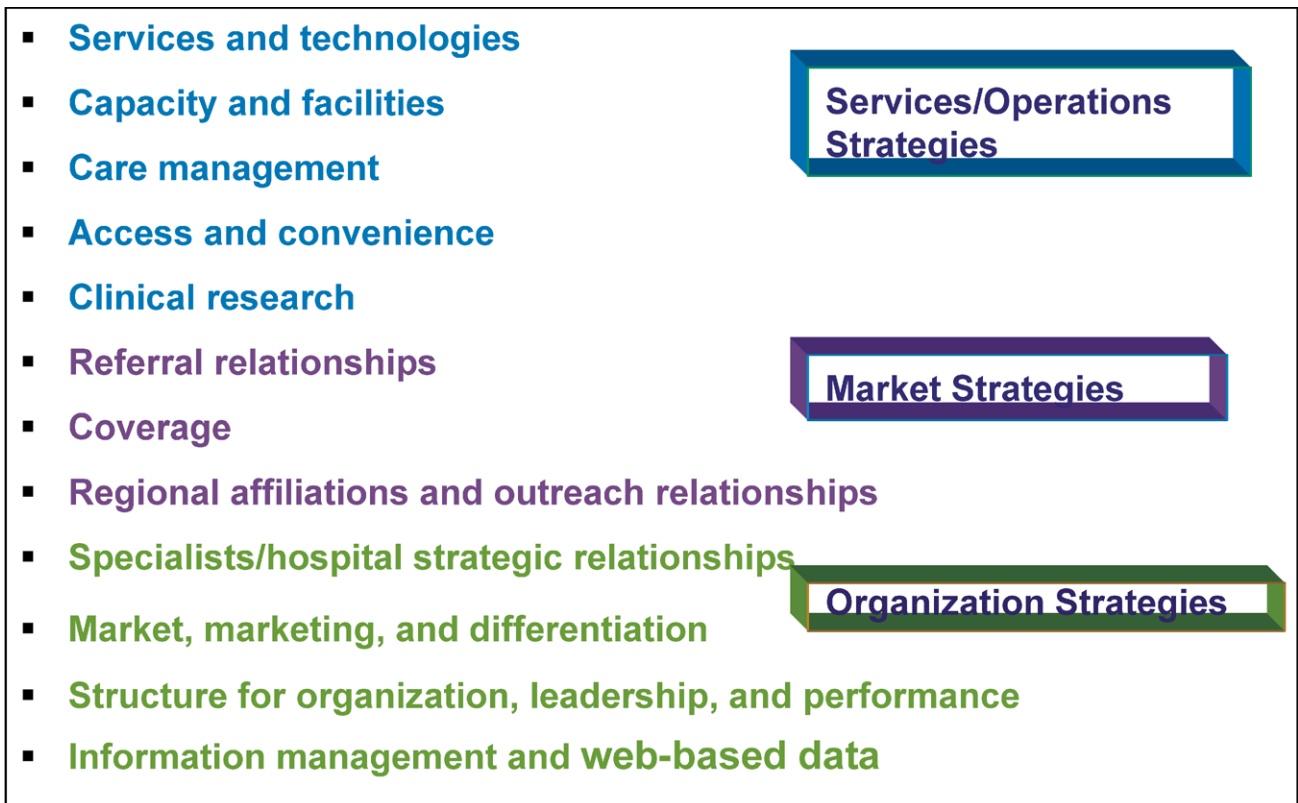 Services and technologies
Capacity and facilities
Care management
Access and convenience
Clinical research
Referral relationships
Coverage
Regional affiliations and outreach relationships
Specialists/hospital strategic relationships
Market, marketing, and differentiation
Structure for organization, leadership, and performance
Information management and web-based data
Services/Operations
Strategies
Market Strategies
Organization Strategies